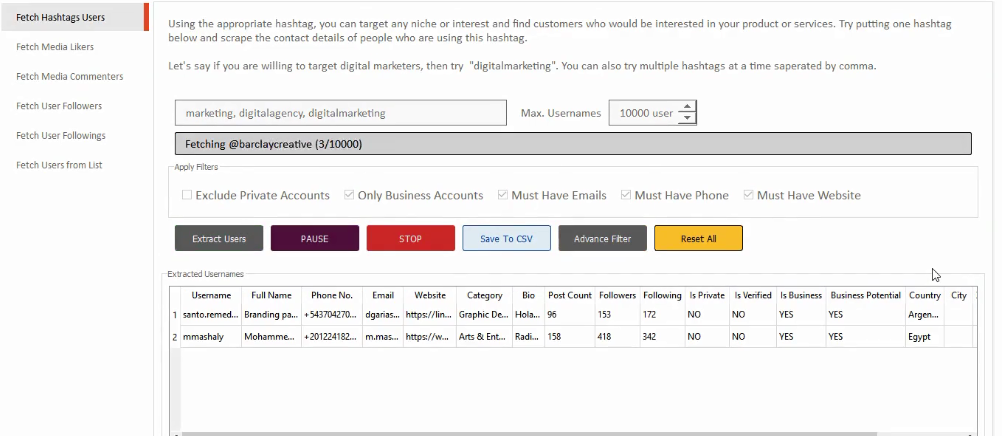 Fetch Hashtags Users
Fetch Media Likers
Fetch Media Commenters
Fetch User Followers
Fetch User Followings
Fetch Users from List
Using the appropriate hashtag, you can target any niche or interest and find customers who would be interested in your product or services. Try putting one hashtag
below and scrape the contact details of people who are using this hashtag.
Let's say if you are willing to target digital marketers, then try "digitalmarketing". You can also try multiple hashtags at a time saperated by comma.
marketing, digitalagency, digitalmarketing Max. Usernames 10000 user
Fetching @barclaycreative (3/10000)
Apply Filters
Exclude Private Accounts Only Business Accounts Must Have Emails Must Have Phone Must Have Website
Extract Users PAUSE STOP Save To CSV Advance Filter Reset All
Extracted Usernames
Username Full Name Phone No. Email Website Category Bio Post Count Followers Following Is Private Is Verified Is Business Business Potential Country City
1 santo.remed... Branding pa... +543704270... dgarias... https://lin... Graphic De... Hola... 96 153 172 NO NO YES YES Argen...
2 mmashaly Mohamme... +201224182... m.mas... https://w... Arts & Ent... Radi... 158 418 342 NO NO YES YES Egypt